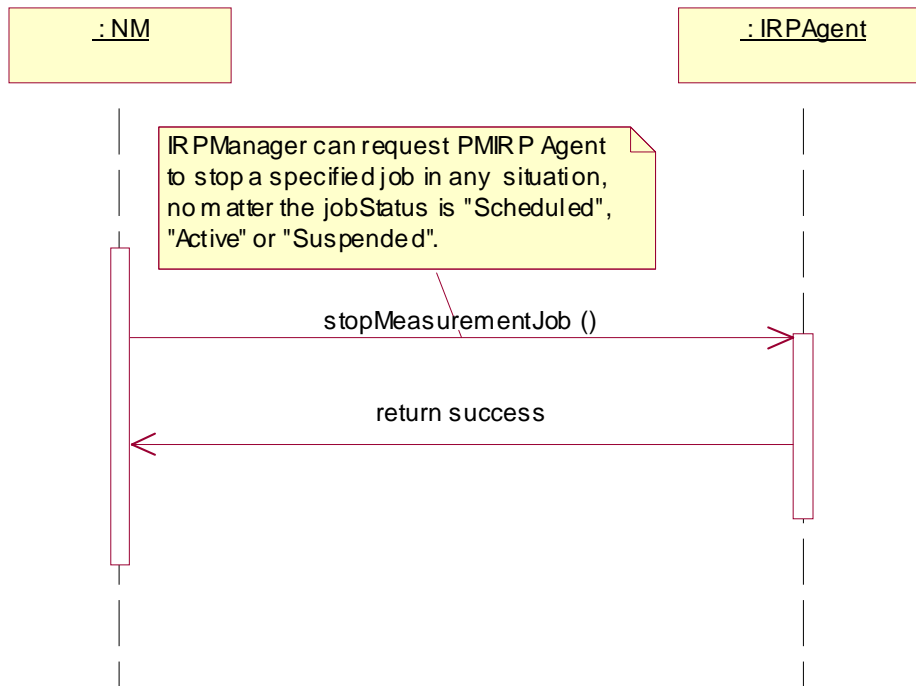 : NM
: IRPAgent
IRPManager can request PMIRP Agent
to stop a specified job in any situation,
no matter the jobStatus is "Scheduled",
"Active" or "Suspended".
stopMeasurementJob ()
return success